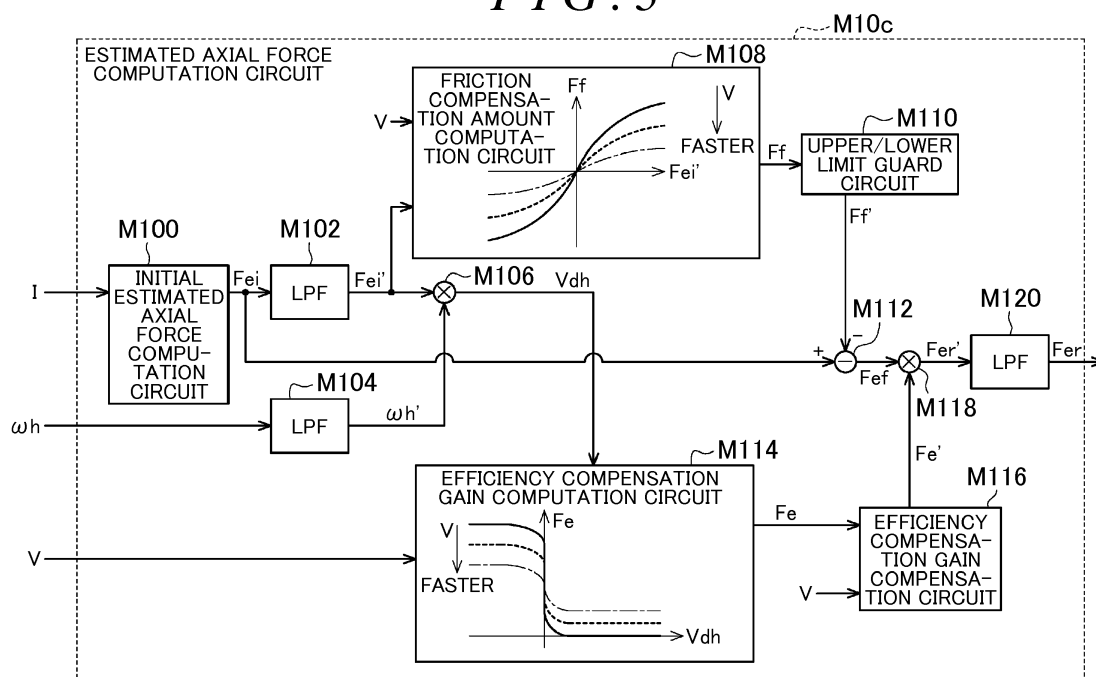 FIG. 5
M10c
ESTIMATED AXIAL FORCE
COMPUTATION CIRCUIT
M108
FRICTION
COMPENSA-
TION AMOUNT
COMPUTA-
TION CIRCUIT
Ff
V
FASTER
Fei'
V
Ff
M110
UPPER/LOWER
LIMIT GUARD
CIRCUIT
Ff'
M100
INITIAL
ESTIMATED
AXIAL
FORCE
COMPU-
TATION
CIRCUIT
I
Fei
M102
LPF
Fei'
M106
Vdh
M112
+
−
−
Fef
M118
Fer'
M120
LPF
Fer
M104
LPF
ωh
ωh'
M114
EFFICIENCY COMPENSATION
GAIN COMPUTATION CIRCUIT
Fe
V
FASTER
Vdh
V
Fe
Fe'
M116
EFFICIENCY
COMPENSA-
TION GAIN
COMPENSA-
TION CIRCUIT
V